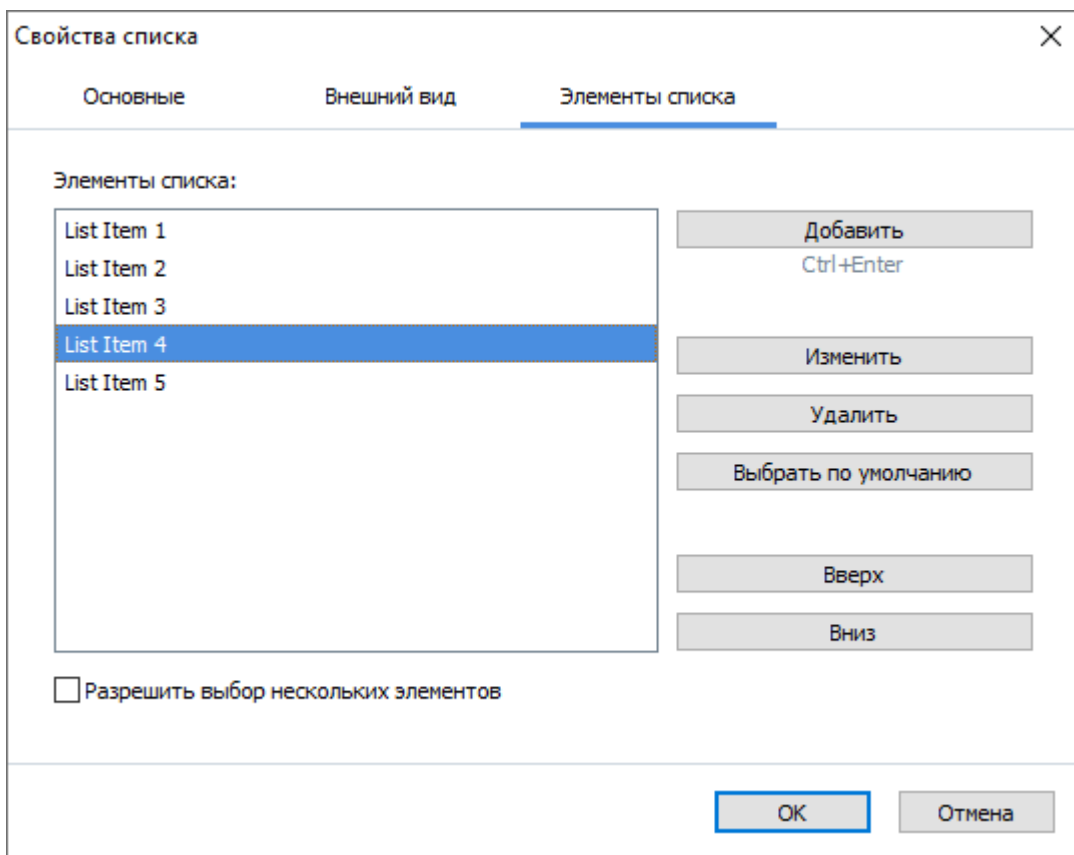 Свойства списка
Основные Внешний вид Элементы списка
Элементы списка:
List Item 1
List Item 2
List Item 3
List Item 4
List Item 5
Добавить
Ctrl+Enter
Изменить
Удалить
Выбрать по умолчанию
Вверх
Вниз
Разрешить выбор нескольких элементов
OK Отмена